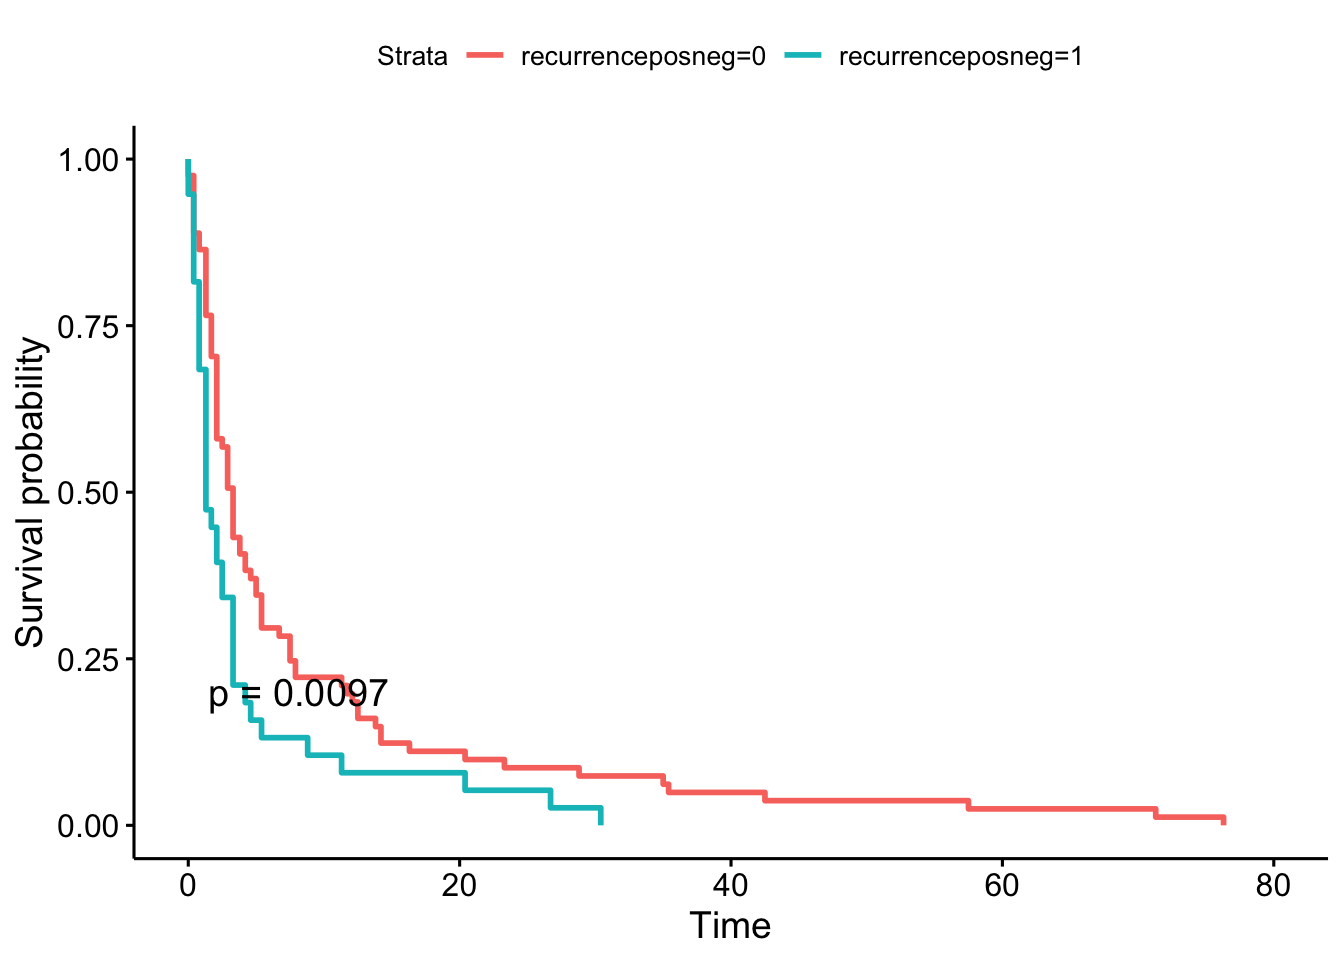 Strata recurrenceposneg=0 recurrenceposneg=1
Survival probability
1.00
0.75
0.50
0.25
0.00
p = 0.0097
0 20 40 60 80
Time